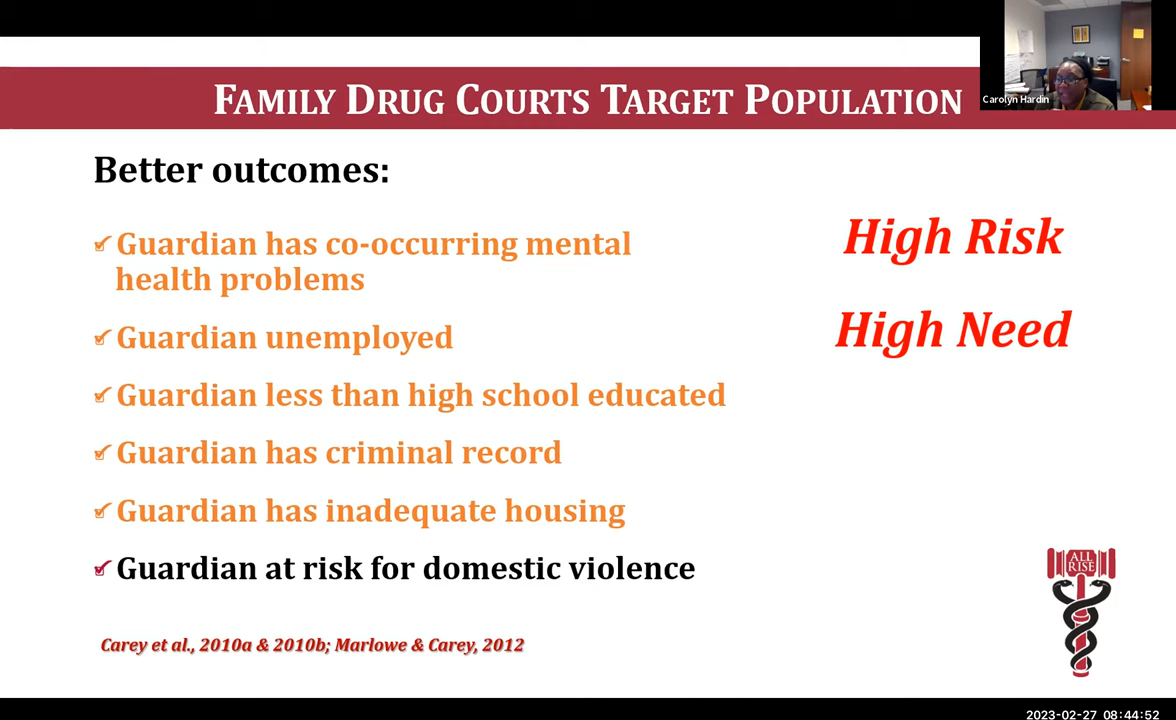 FAMILY DRUG COURTS TARGET POPULATION
Carolyn Hardin
Better outcomes:
Guardian has co-occurring mental
health problems
Guardian unemployed
Guardian less than high school educated
Guardian has criminal record
Guardian has inadequate housing
Guardian at risk for domestic violence
High Risk
High Need
Carey et al., 2010a & 2010b; Marlowe & Carey, 2012
ALL
RISE
2023-02-27 08:44:52